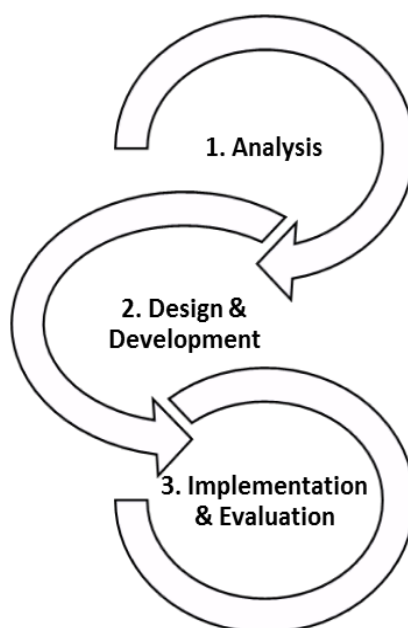 1. Analysis
2. Design &
Development
3. Implementation
& Evaluation